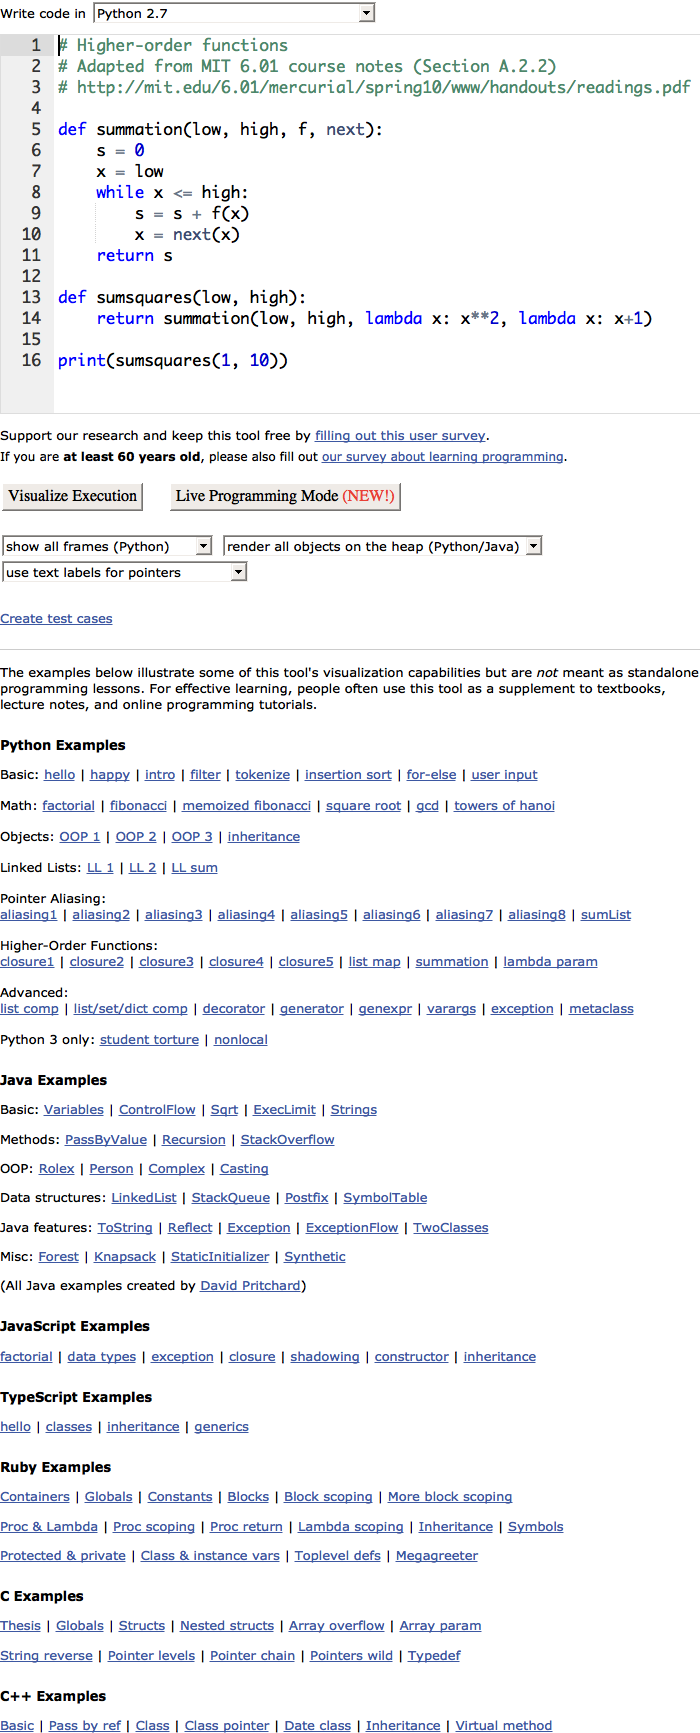 Write code in Python 2.7
1 # Higher-order functions
2 # Adapted from MIT 6.01 course notes (Section A.2.2)
3 # http://mit.edu/6.01/mercurial/spring10/www/handouts/readings.pdf
4
5 def summation(low, high, f, next):
6     s = 0
7     x = low
8     while x <= high:
9         s = s + f(x)
10         x = next(x)
11     return s
12
13 def sumsquares(low, high):
14     return summation(low, high, lambda x: x**2, lambda x: x+1)
15
16 print(sumsquares(1, 10))
Support our research and keep this tool free by filling out this user survey.
If you are at least 60 years old, please also fill out our survey about learning programming.
Visualize Execution Live Programming Mode (NEW!)
show all frames (Python) render all objects on the heap (Python/Java)
use text labels for pointers
Create test cases
The examples below illustrate some of this tool's visualization capabilities but are not meant as standalone
programming lessons. For effective learning, people often use this tool as a supplement to textbooks,
lecture notes, and online programming tutorials.
Python Examples
Basic: hello | happy | intro | filter | tokenize | insertion sort | for-else | user input
Math: factorial | fibonacci | memoized fibonacci | square root | gcd | towers of hanoi
Objects: OOP 1 | OOP 2 | OOP 3 | inheritance
Linked Lists: LL 1 | LL 2 | LL sum
Pointer Aliasing:
aliasing1 | aliasing2 | aliasing3 | aliasing4 | aliasing5 | aliasing6 | aliasing7 | aliasing8 | sumList
Higher-Order Functions:
closure1 | closure2 | closure3 | closure4 | closure5 | list map | summation | lambda param
Advanced:
list comp | list/set/dict comp | decorator | generator | genexpr | varargs | exception | metaclass
Python 3 only: student torture | nonlocal
Java Examples
Basic: Variables | ControlFlow | Sqrt | ExecLimit | Strings
Methods: PassByValue | Recursion | StackOverflow
OOP: Rolex | Person | Complex | Casting
Data structures: LinkedList | StackQueue | Postfix | SymbolTable
Java features: ToString | Reflect | Exception | ExceptionFlow | TwoClasses
Misc: Forest | Knapsack | StaticInitializer | Synthetic
(All Java examples created by David Pritchard)
JavaScript Examples
factorial | data types | exception | closure | shadowing | constructor | inheritance
TypeScript Examples
hello | classes | inheritance | generics
Ruby Examples
Containers | Globals | Constants | Blocks | Block scoping | More block scoping
Proc & Lambda | Proc scoping | Proc return | Lambda scoping | Inheritance | Symbols
Protected & private | Class & instance vars | Toplevel defs | Megagreeter
C Examples
Thesis | Globals | Structs | Nested structs | Array overflow | Array param
String reverse | Pointer levels | Pointer chain | Pointers wild | Typedef
C++ Examples
Basic | Pass by ref | Class | Class pointer | Date class | Inheritance | Virtual method